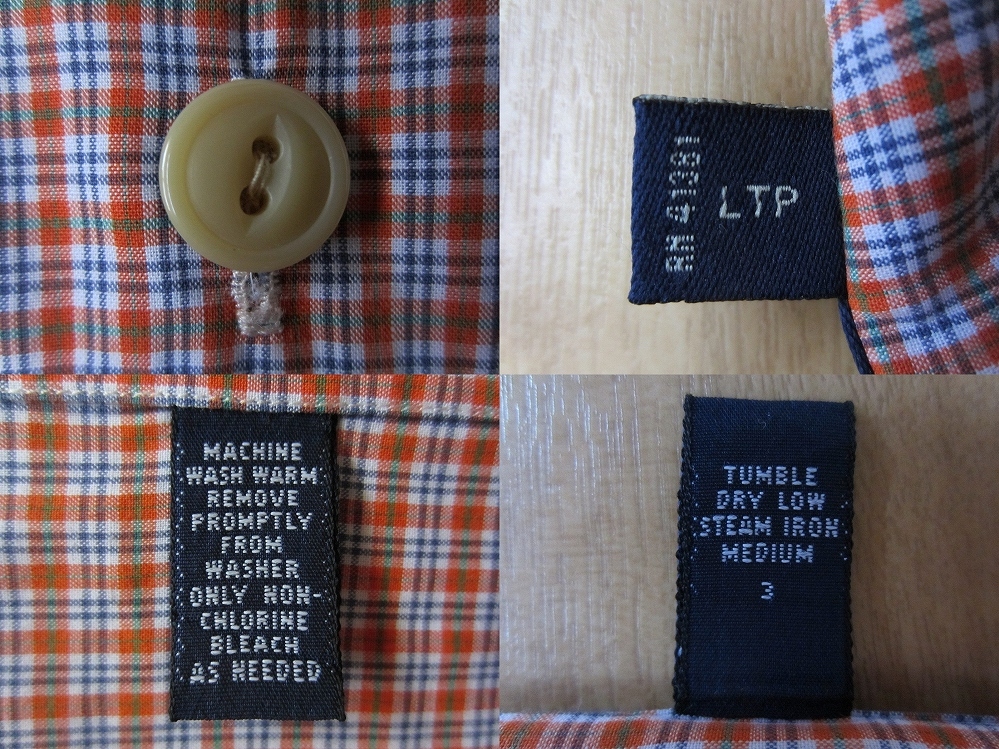 RN 41381
LTP
MACHINE
WASH WARM
REMOVE
PROMPTLY
FROM
WASHER
ONLY NON-
CHLORINE
BLEACH
AS NEEDED
TUMBLE
DRY LOW
STEAM IRON
MEDIUM
3